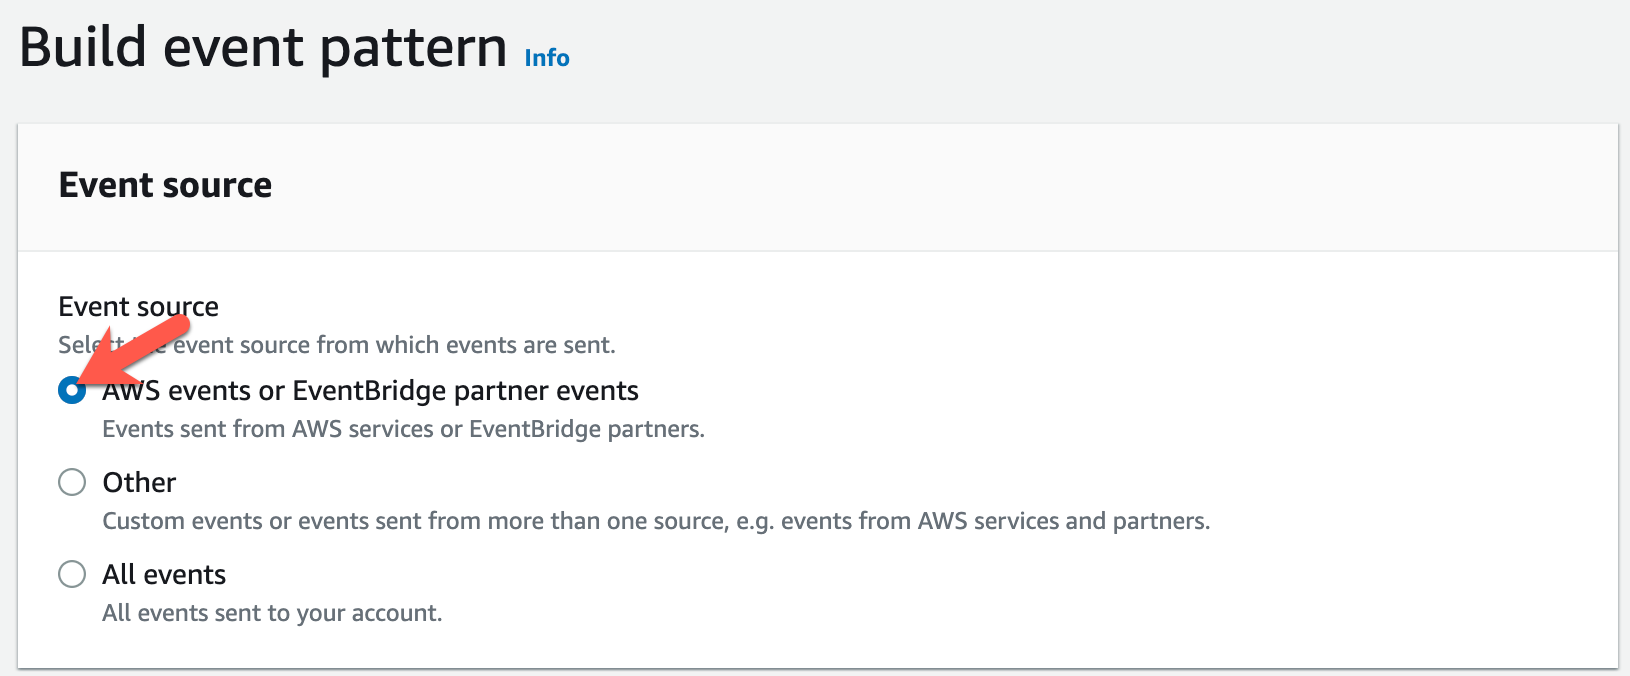 Build event pattern Info
Event source
Event source
Select the event source from which events are sent.
AWS events or EventBridge partner events
Events sent from AWS services or EventBridge partners.
Other
Custom events or events sent from more than one source, e.g. events from AWS services and partners.
All events
All events sent to your account.